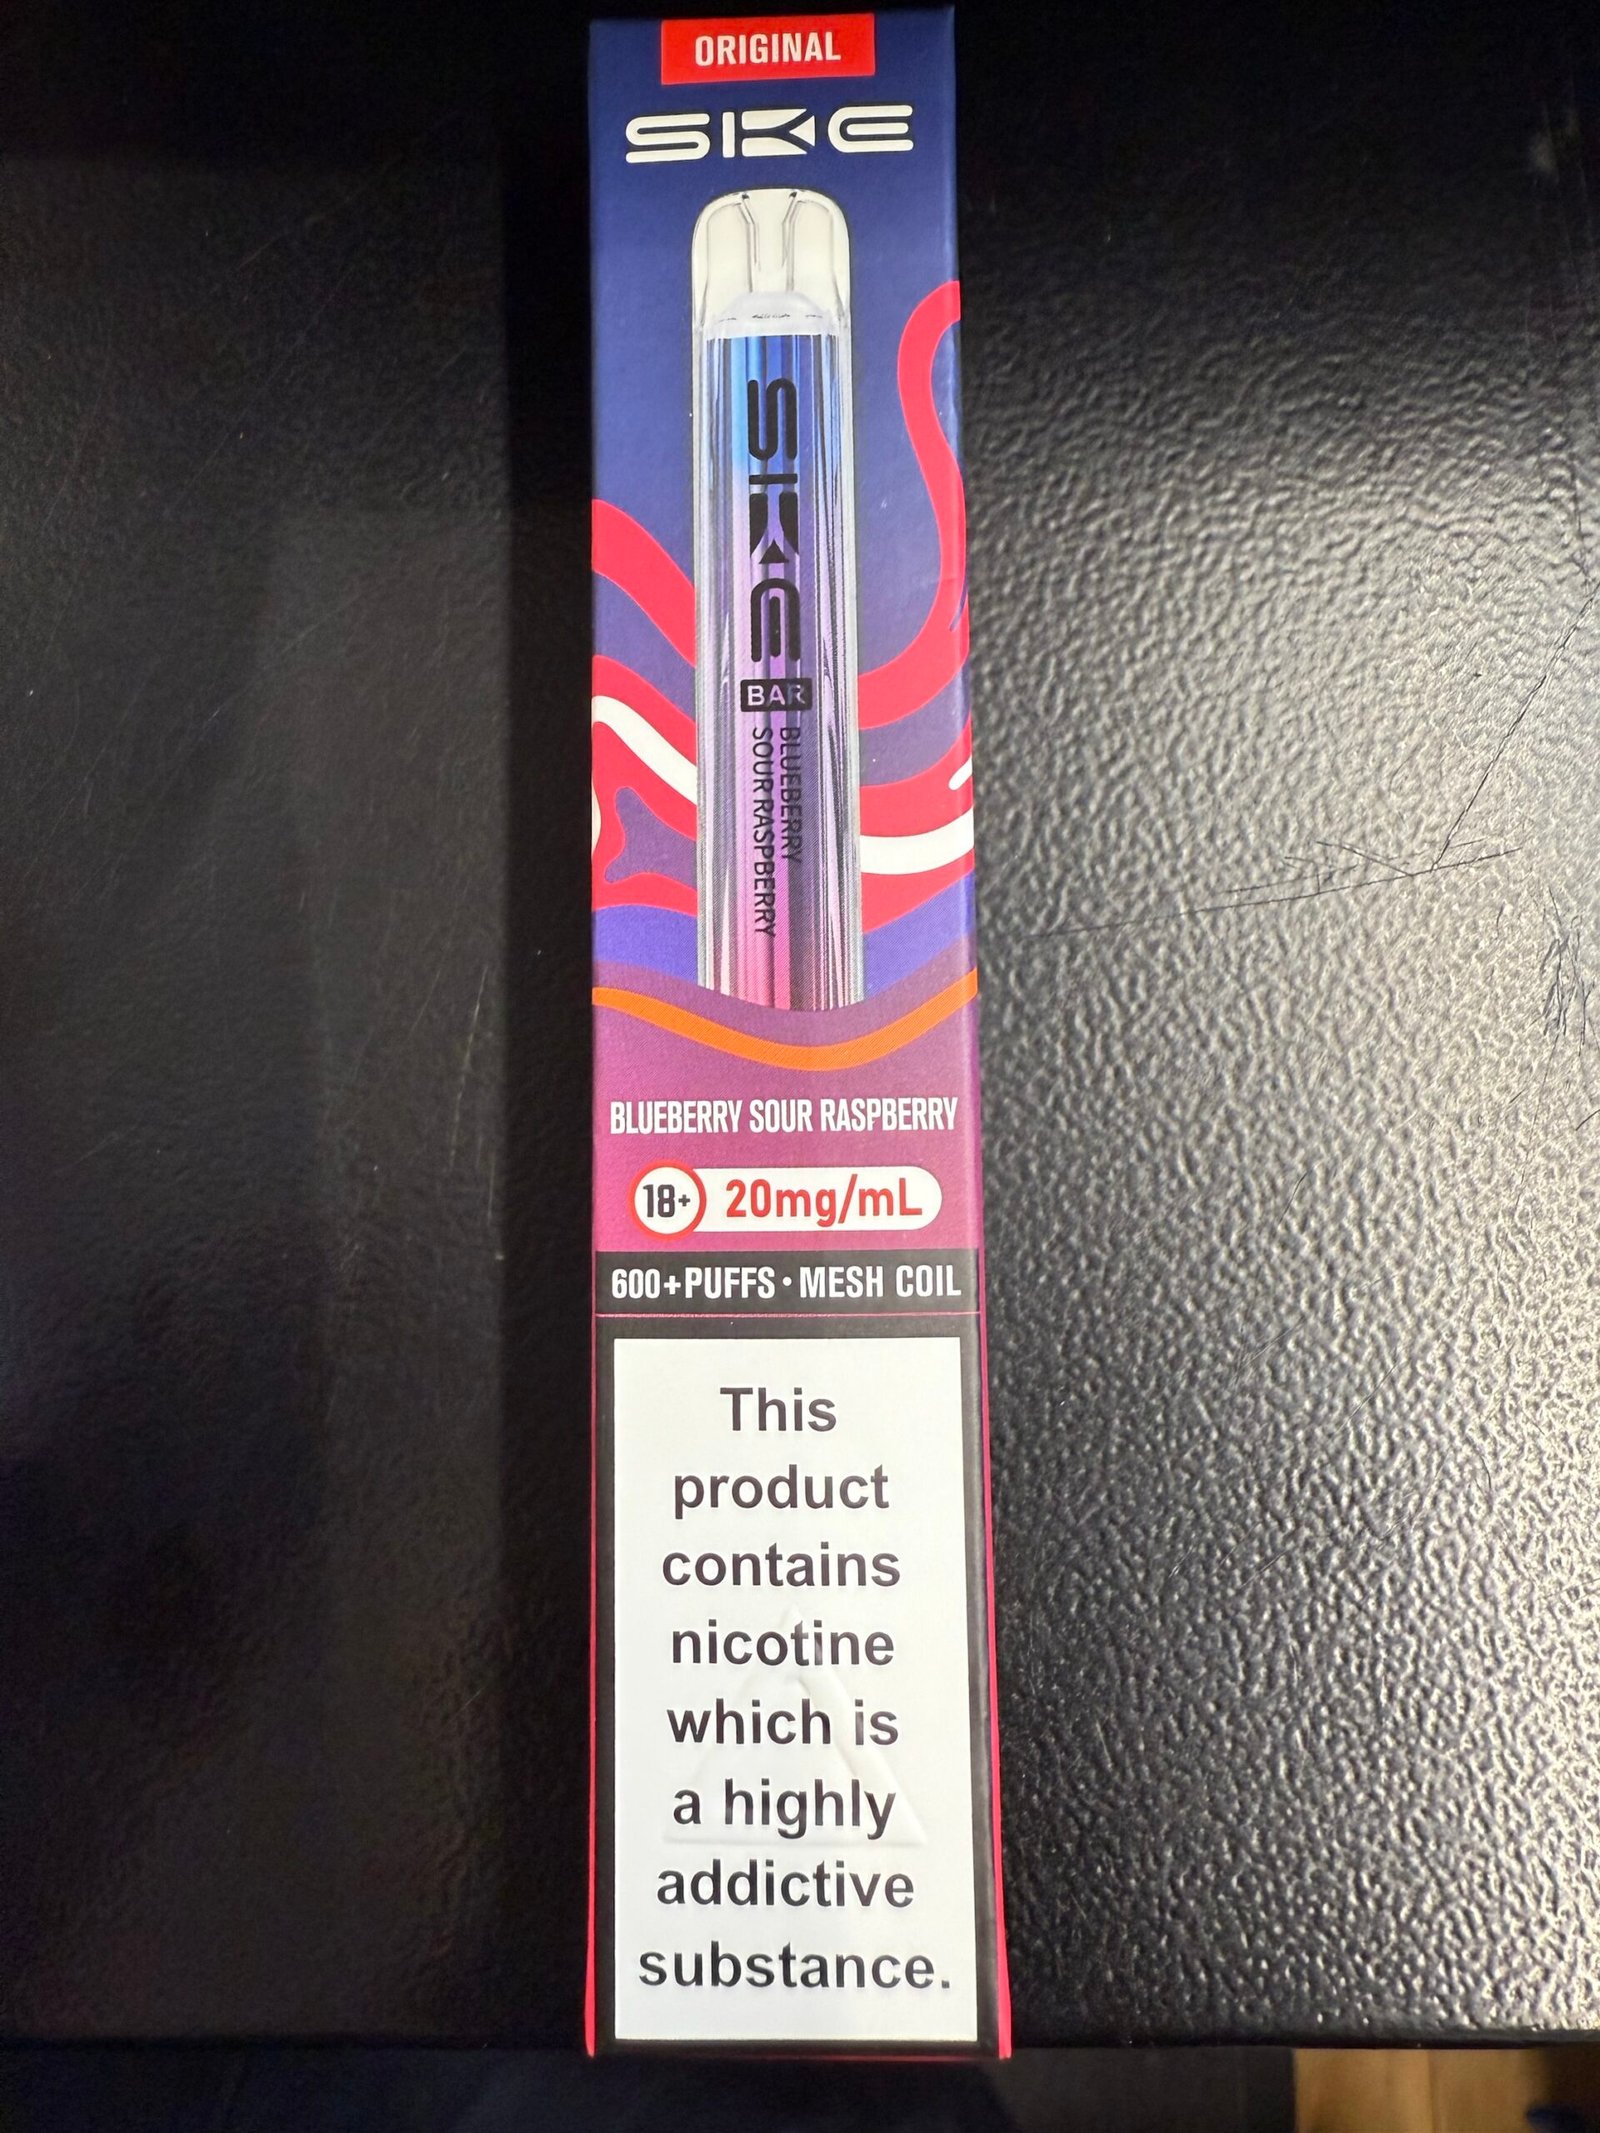 ORIGINAL
SKE
SKE
BAR
BLUEBERRY
SOUR RASPBERRY
BLUEBERRY SOUR RASPBERRY
18+ 20mg/mL
600+PUFFS · MESH COIL
This
product
contains
nicotine
which is
a highly
addictive
substance.